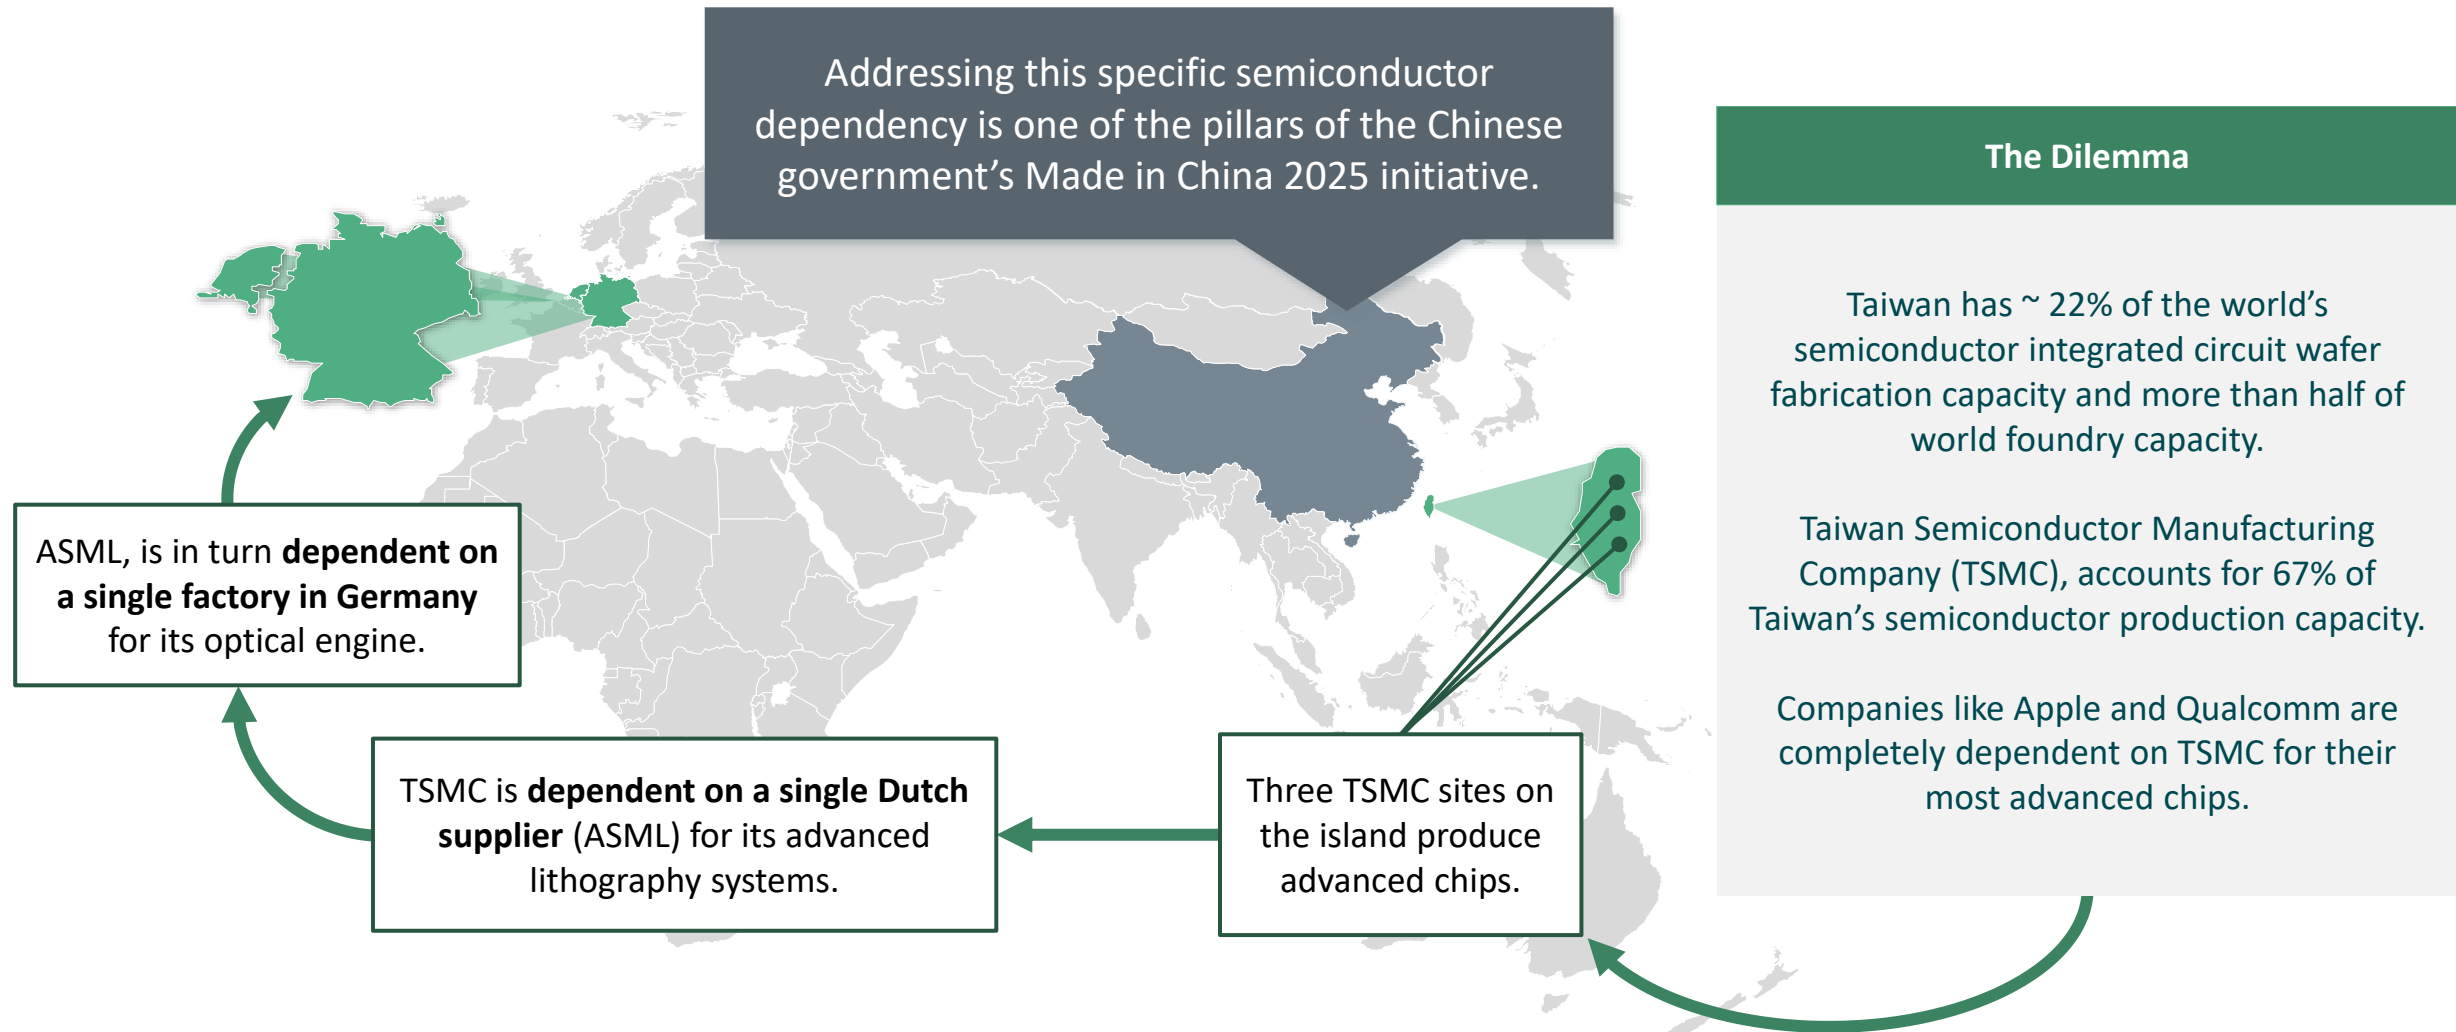 Addressing this specific semiconductor
dependency is one of the pillars of the Chinese
government’s Made in China 2025 initiative.
The Dilemma
Taiwan has ~ 22% of the world’s
semiconductor integrated circuit wafer
fabrication capacity and more than half of
world foundry capacity.
Taiwan Semiconductor Manufacturing
Company (TSMC), accounts for 67% of
Taiwan’s semiconductor production capacity.
Companies like Apple and Qualcomm are
completely dependent on TSMC for their
most advanced chips.
Three TSMC sites on
the island produce
advanced chips.
TSMC is dependent on a single Dutch
supplier (ASML) for its advanced
lithography systems.
ASML, is in turn dependent on
a single factory in Germany
for its optical engine.